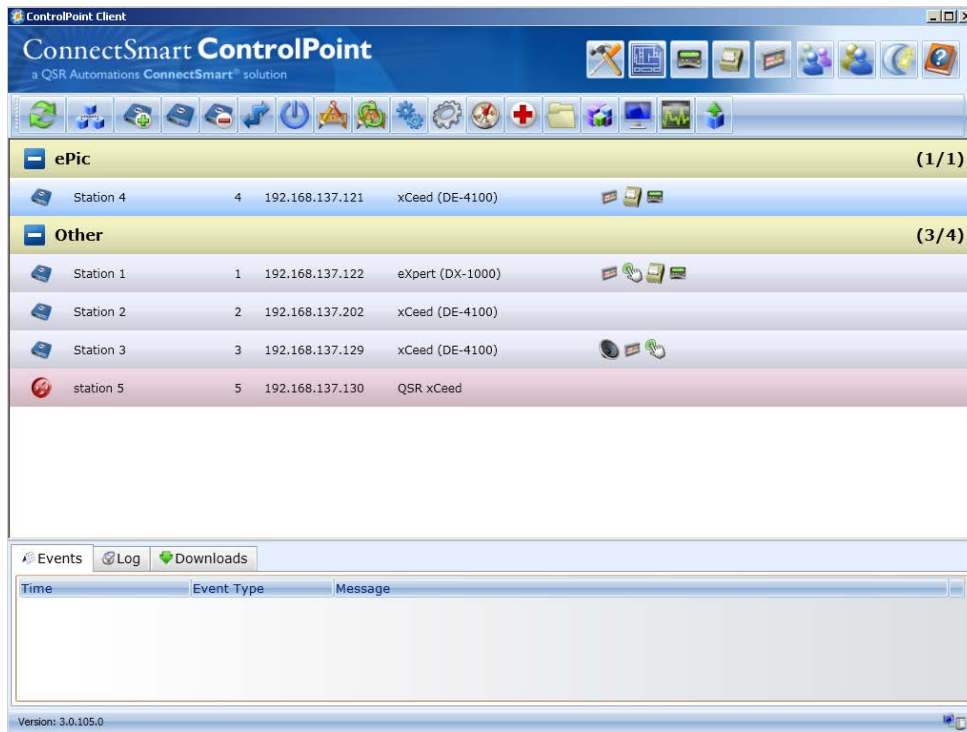 ControlPoint Client
ConnectSmart ControlPoint
a QSR Automations ConnectSmart® solution
ePic (1/1)
Station 4 4 192.168.137.121 xCeed (DE-4100)
Other (3/4)
Station 1 1 192.168.137.122 eXpert (DX-1000)
Station 2 2 192.168.137.202 xCeed (DE-4100)
Station 3 3 192.168.137.129 xCeed (DE-4100)
station 5 5 192.168.137.130 QSR xCeed
Events Log Downloads
Time Event Type Message
Version: 3.0.105.0